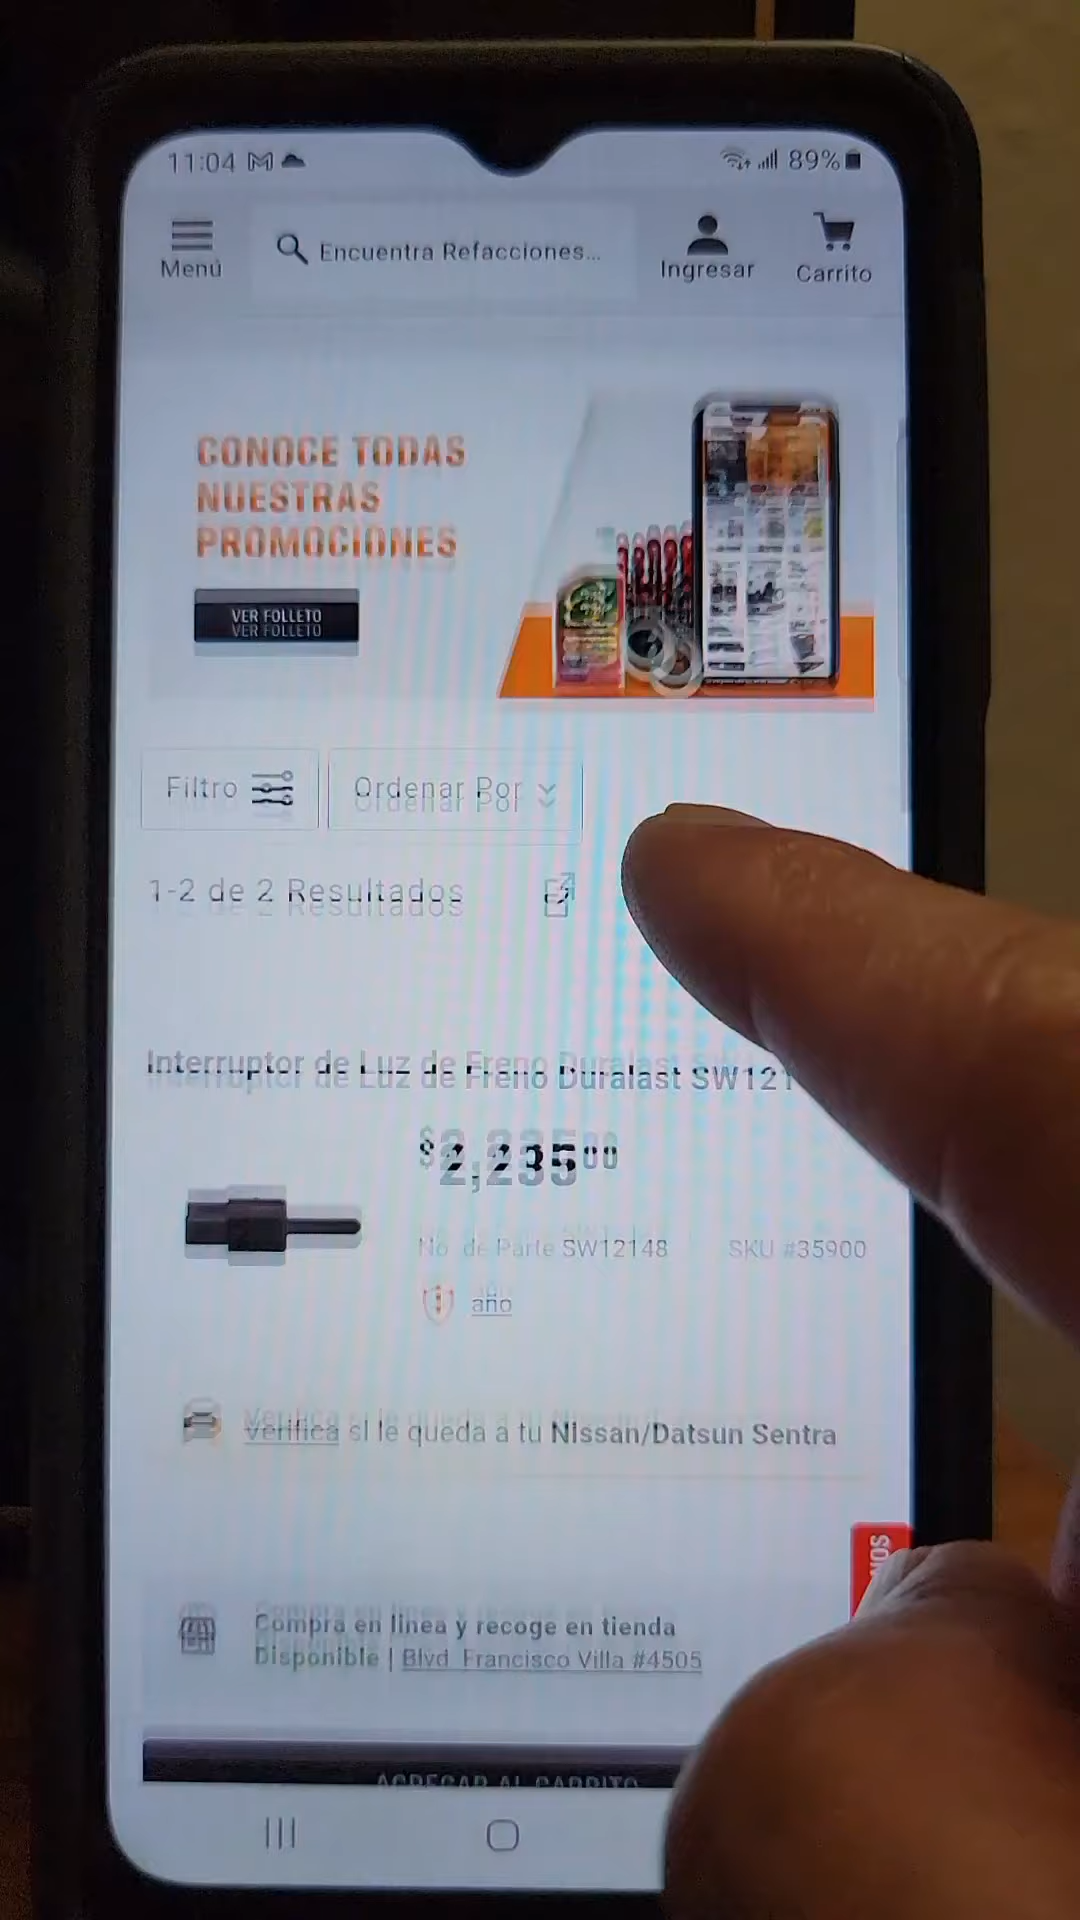 11:04
89%
Menú
Encuentra Refacciones...
Ingresar
Carrito
CONOCE TODAS
NUESTRAS
PROMOCIONES
VER FOLLETO
Filtro
Ordenar Por
1-2 de 2 Resultados
Interruptor de Luz de Freno Duralast SW121
$2,23500
No. de Parte SW12148
SKU #35900
año
Verifica si le queda a tu Nissan/Datsun Sentra
Compra en línea y recoge en tienda
Disponible | Blvd. Francisco Villa #4505
AGREGAR AL CARRITO